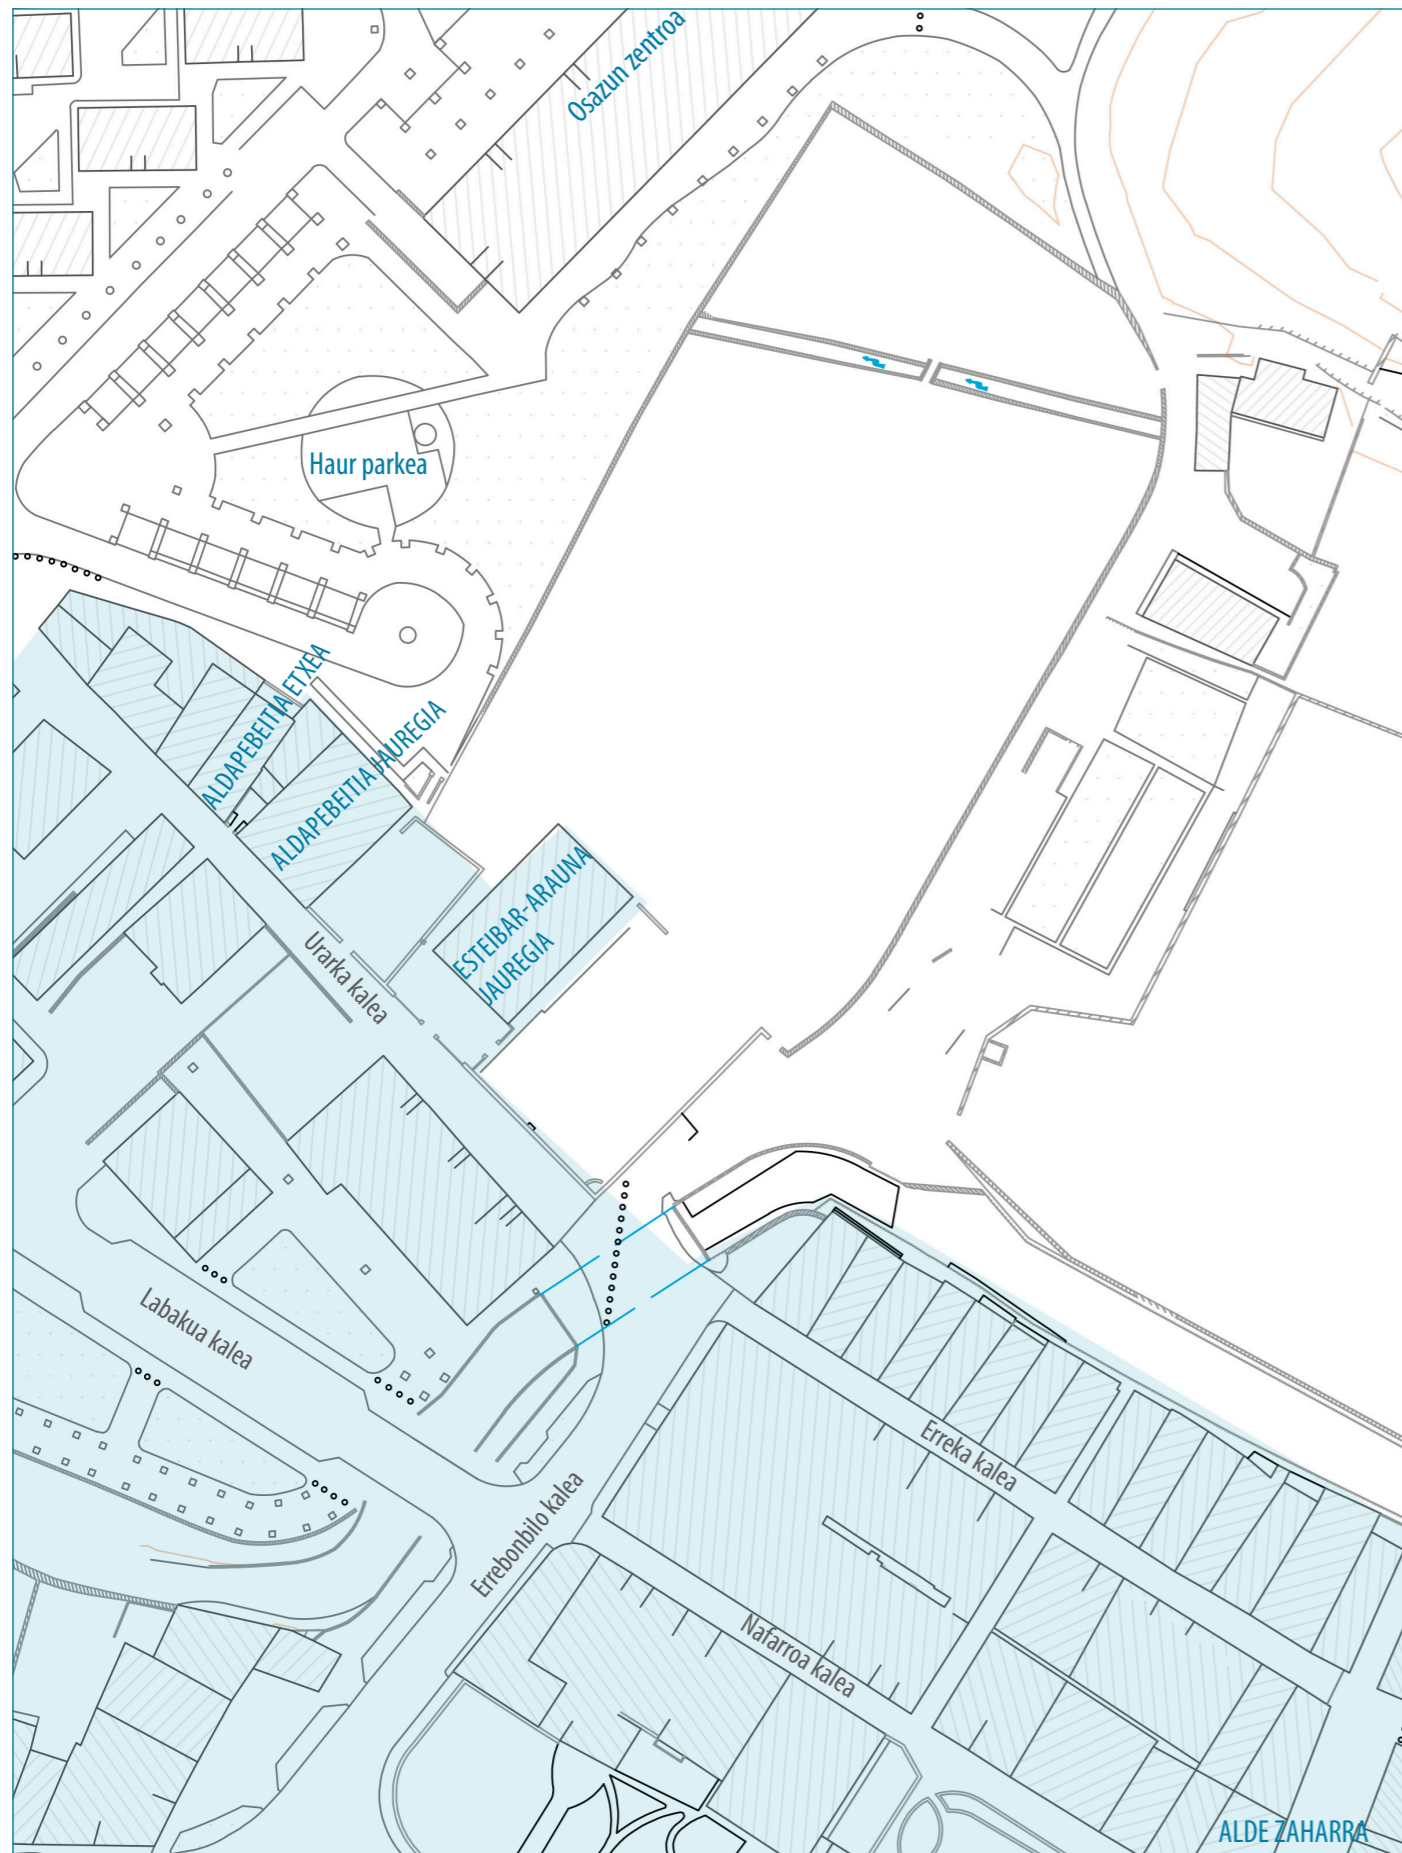 Osazun zentroa
Haur parkea
ALDAPEBEITIA ETXEA
ALDAPEBEITIA JAUREGIA
ESTEIBAR-ARAUNA
JAUREGIA
Urarka kalea
Labakua kalea
Erreka kalea
Errebonbilo kalea
Nafarroa kalea
ALDE ZAHARRA